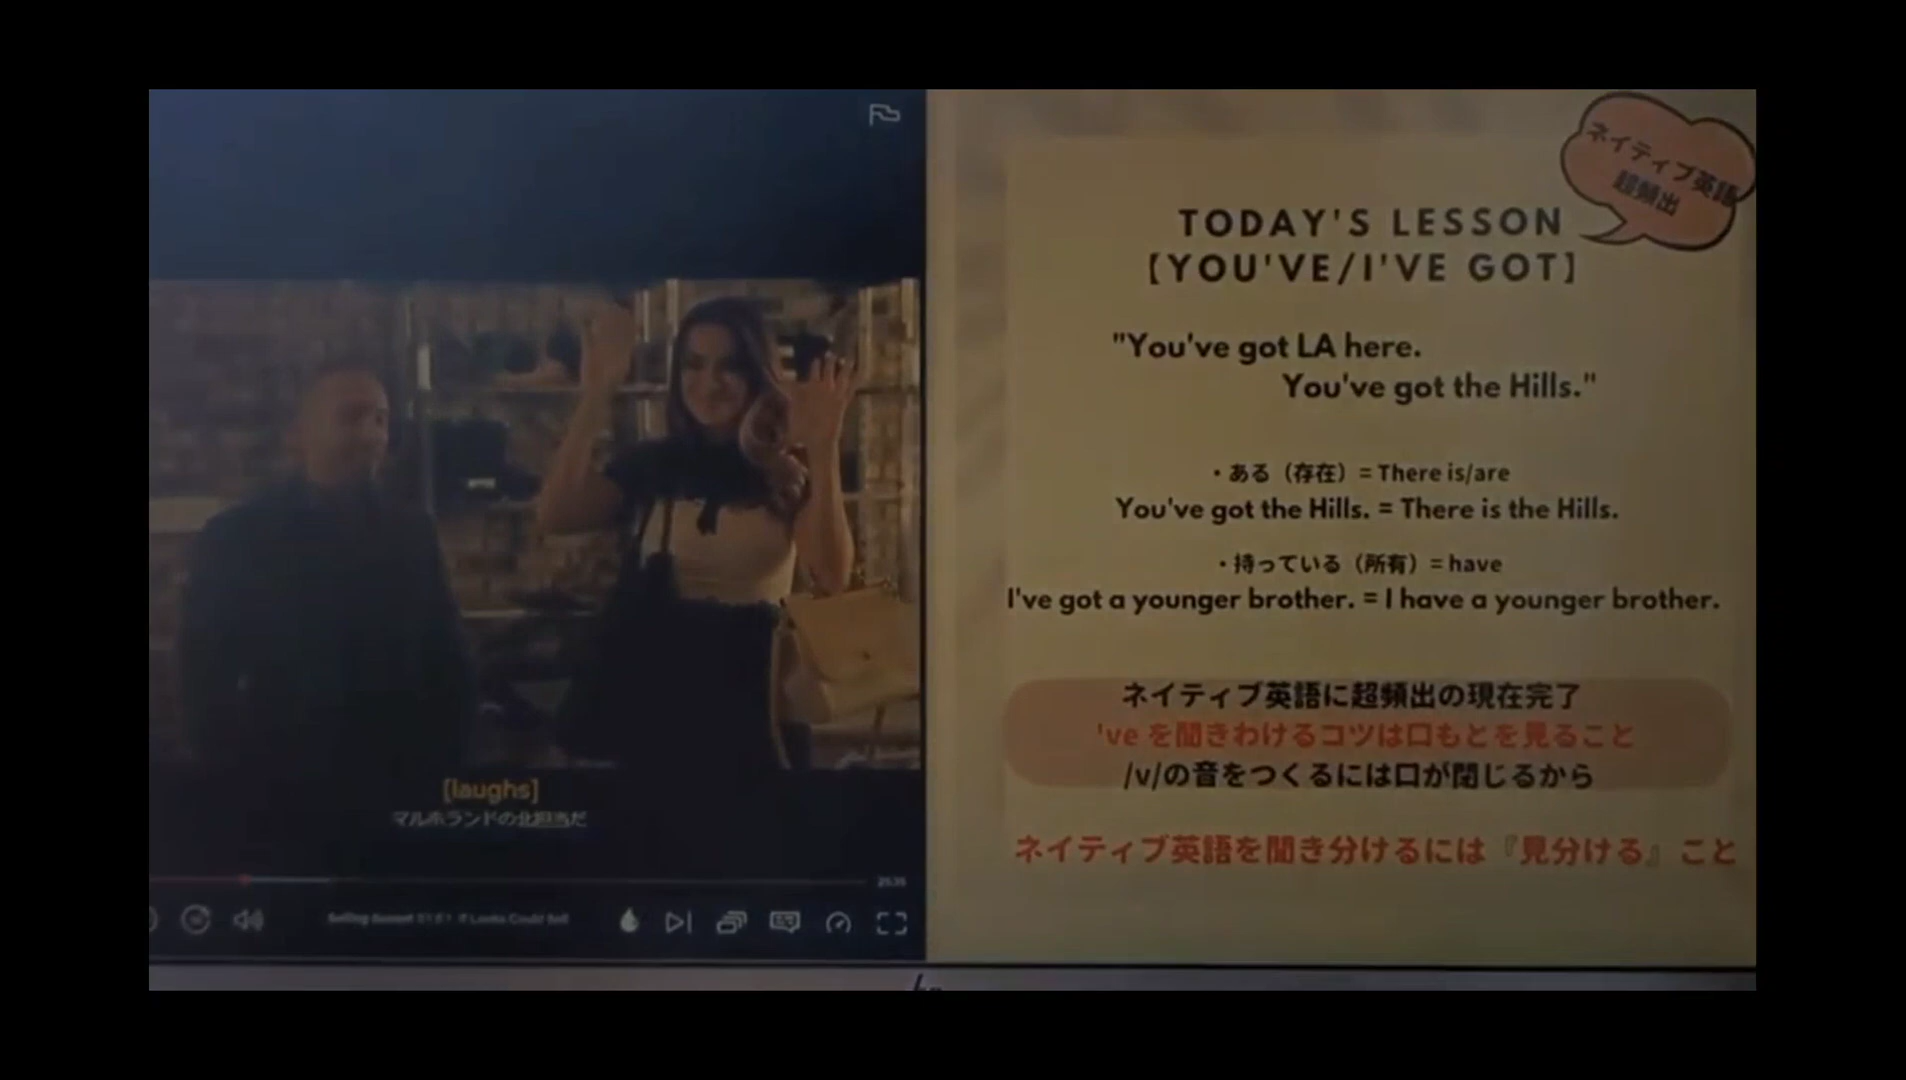 [laughs]
マルホランドの北担当だ
25:35
ネイティブ英語
超頻出
TODAY'S LESSON
【YOU'VE/I'VE GOT】
"You've got LA here.
You've got the Hills."
・ある（存在）= There is/are
You've got the Hills. = There is the Hills.
・持っている（所有）= have
I've got a younger brother. = I have a younger brother.
ネイティブ英語に超頻出の現在完了
've を聞きわけるコツは口もとを見ること
/v/の音をつくるには口が閉じるから
ネイティブ英語を聞き分けるには『見分ける』こと